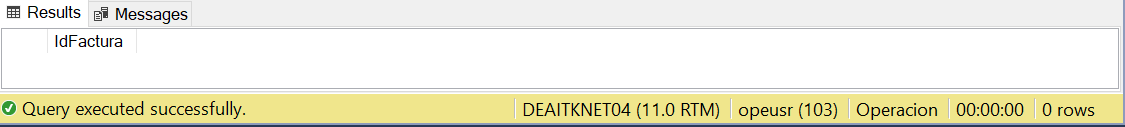 Results Messages
IdFactura
Query executed successfully. DEAITKNET04 (11.0 RTM) opeusr (103) Operacion 00:00:00 0 rows